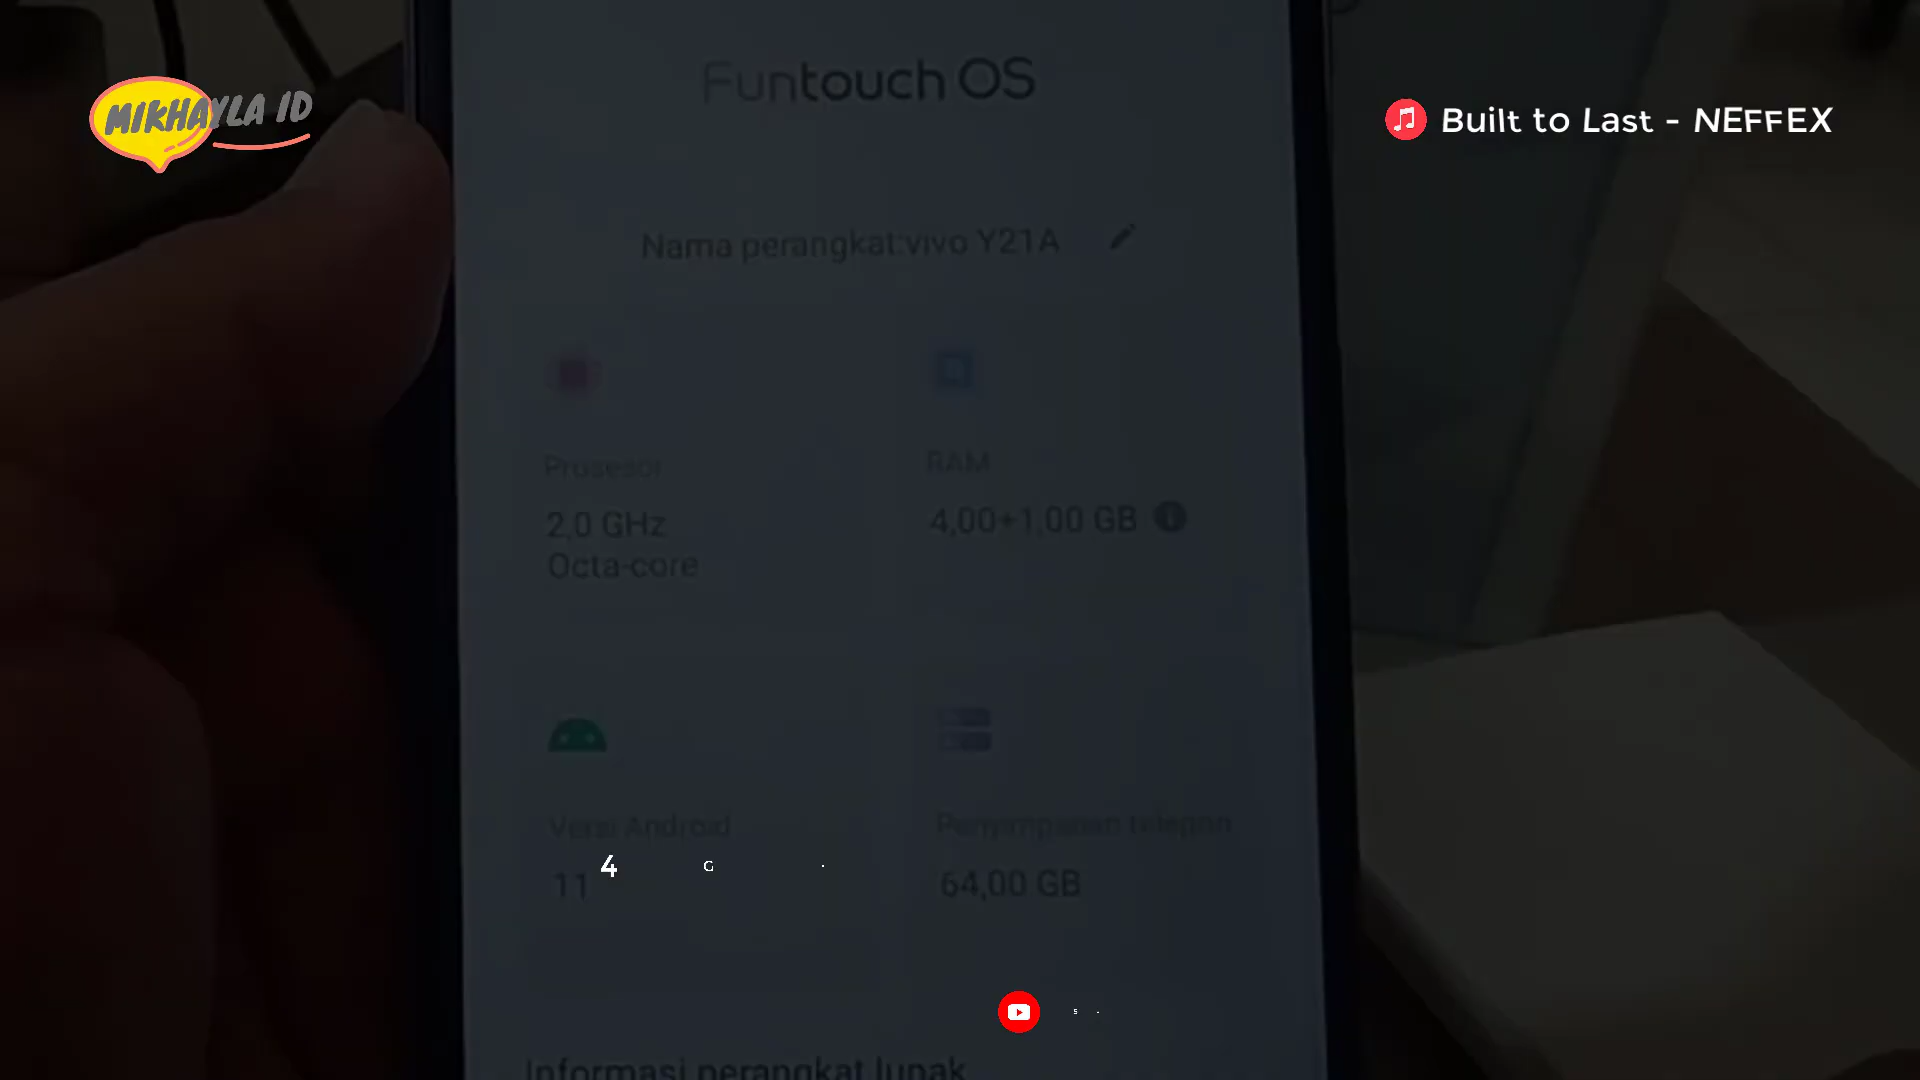 Funtouch OS
MIKHAYLA ID
Built to Last - NEFFEX
Nama perangkat:vivo Y21A
Prosesor
RAM
2,0 GHz
Octa-core
4,00+1,00 GB
Versi Android
Penyimpanan telepon
4 G
11
64,00 GB
s
Informasi perangkat lunak